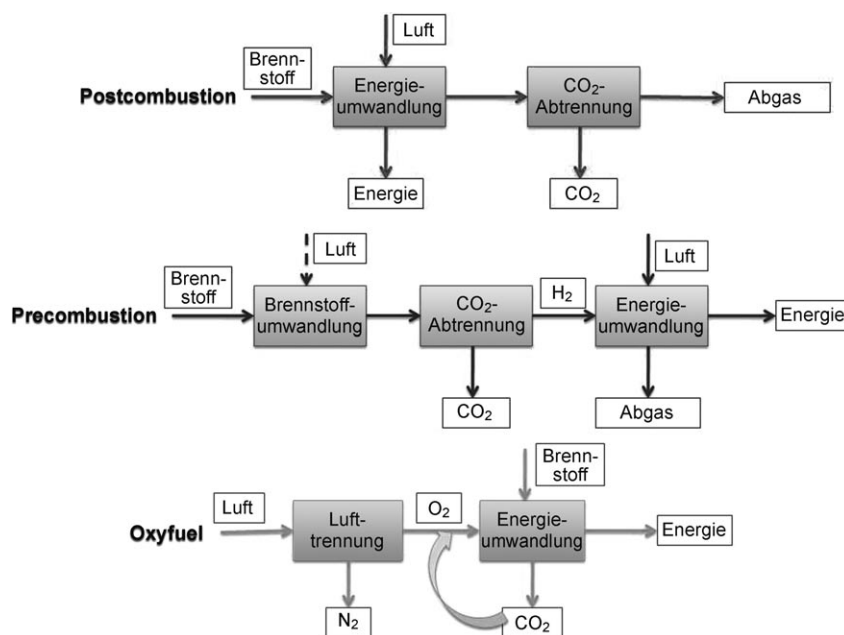 Luft
Brenn-
stoff
Energie-
umwandlung
CO₂-
Abtrennung
Postcombustion
Abgas
Energie
CO₂
Luft
Brenn-
stoff
H₂
Luft
Brennstoff-
umwandlung
CO₂-
Abtrennung
Energie-
umwandlung
Precombustion
Energie
CO₂
Abgas
Brenn-
stoff
Luft
O₂
Luft-
trennung
Energie-
umwandlung
Oxyfuel
Energie
N₂
CO₂